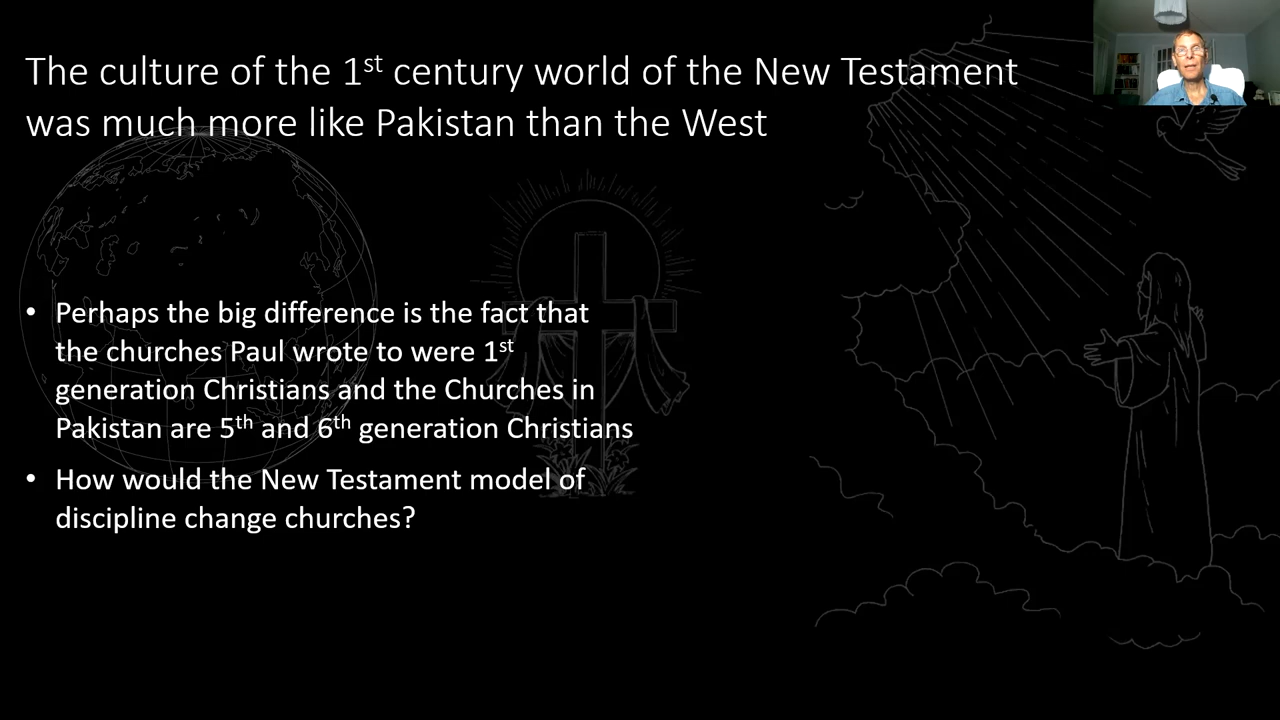 The culture of the 1st century world of the New Testament
was much more like Pakistan than the West
• Perhaps the big difference is the fact that
the churches Paul wrote to were 1st
generation Christians and the Churches in
Pakistan are 5th and 6th generation Christians
• How would the New Testament model of
discipline change churches?